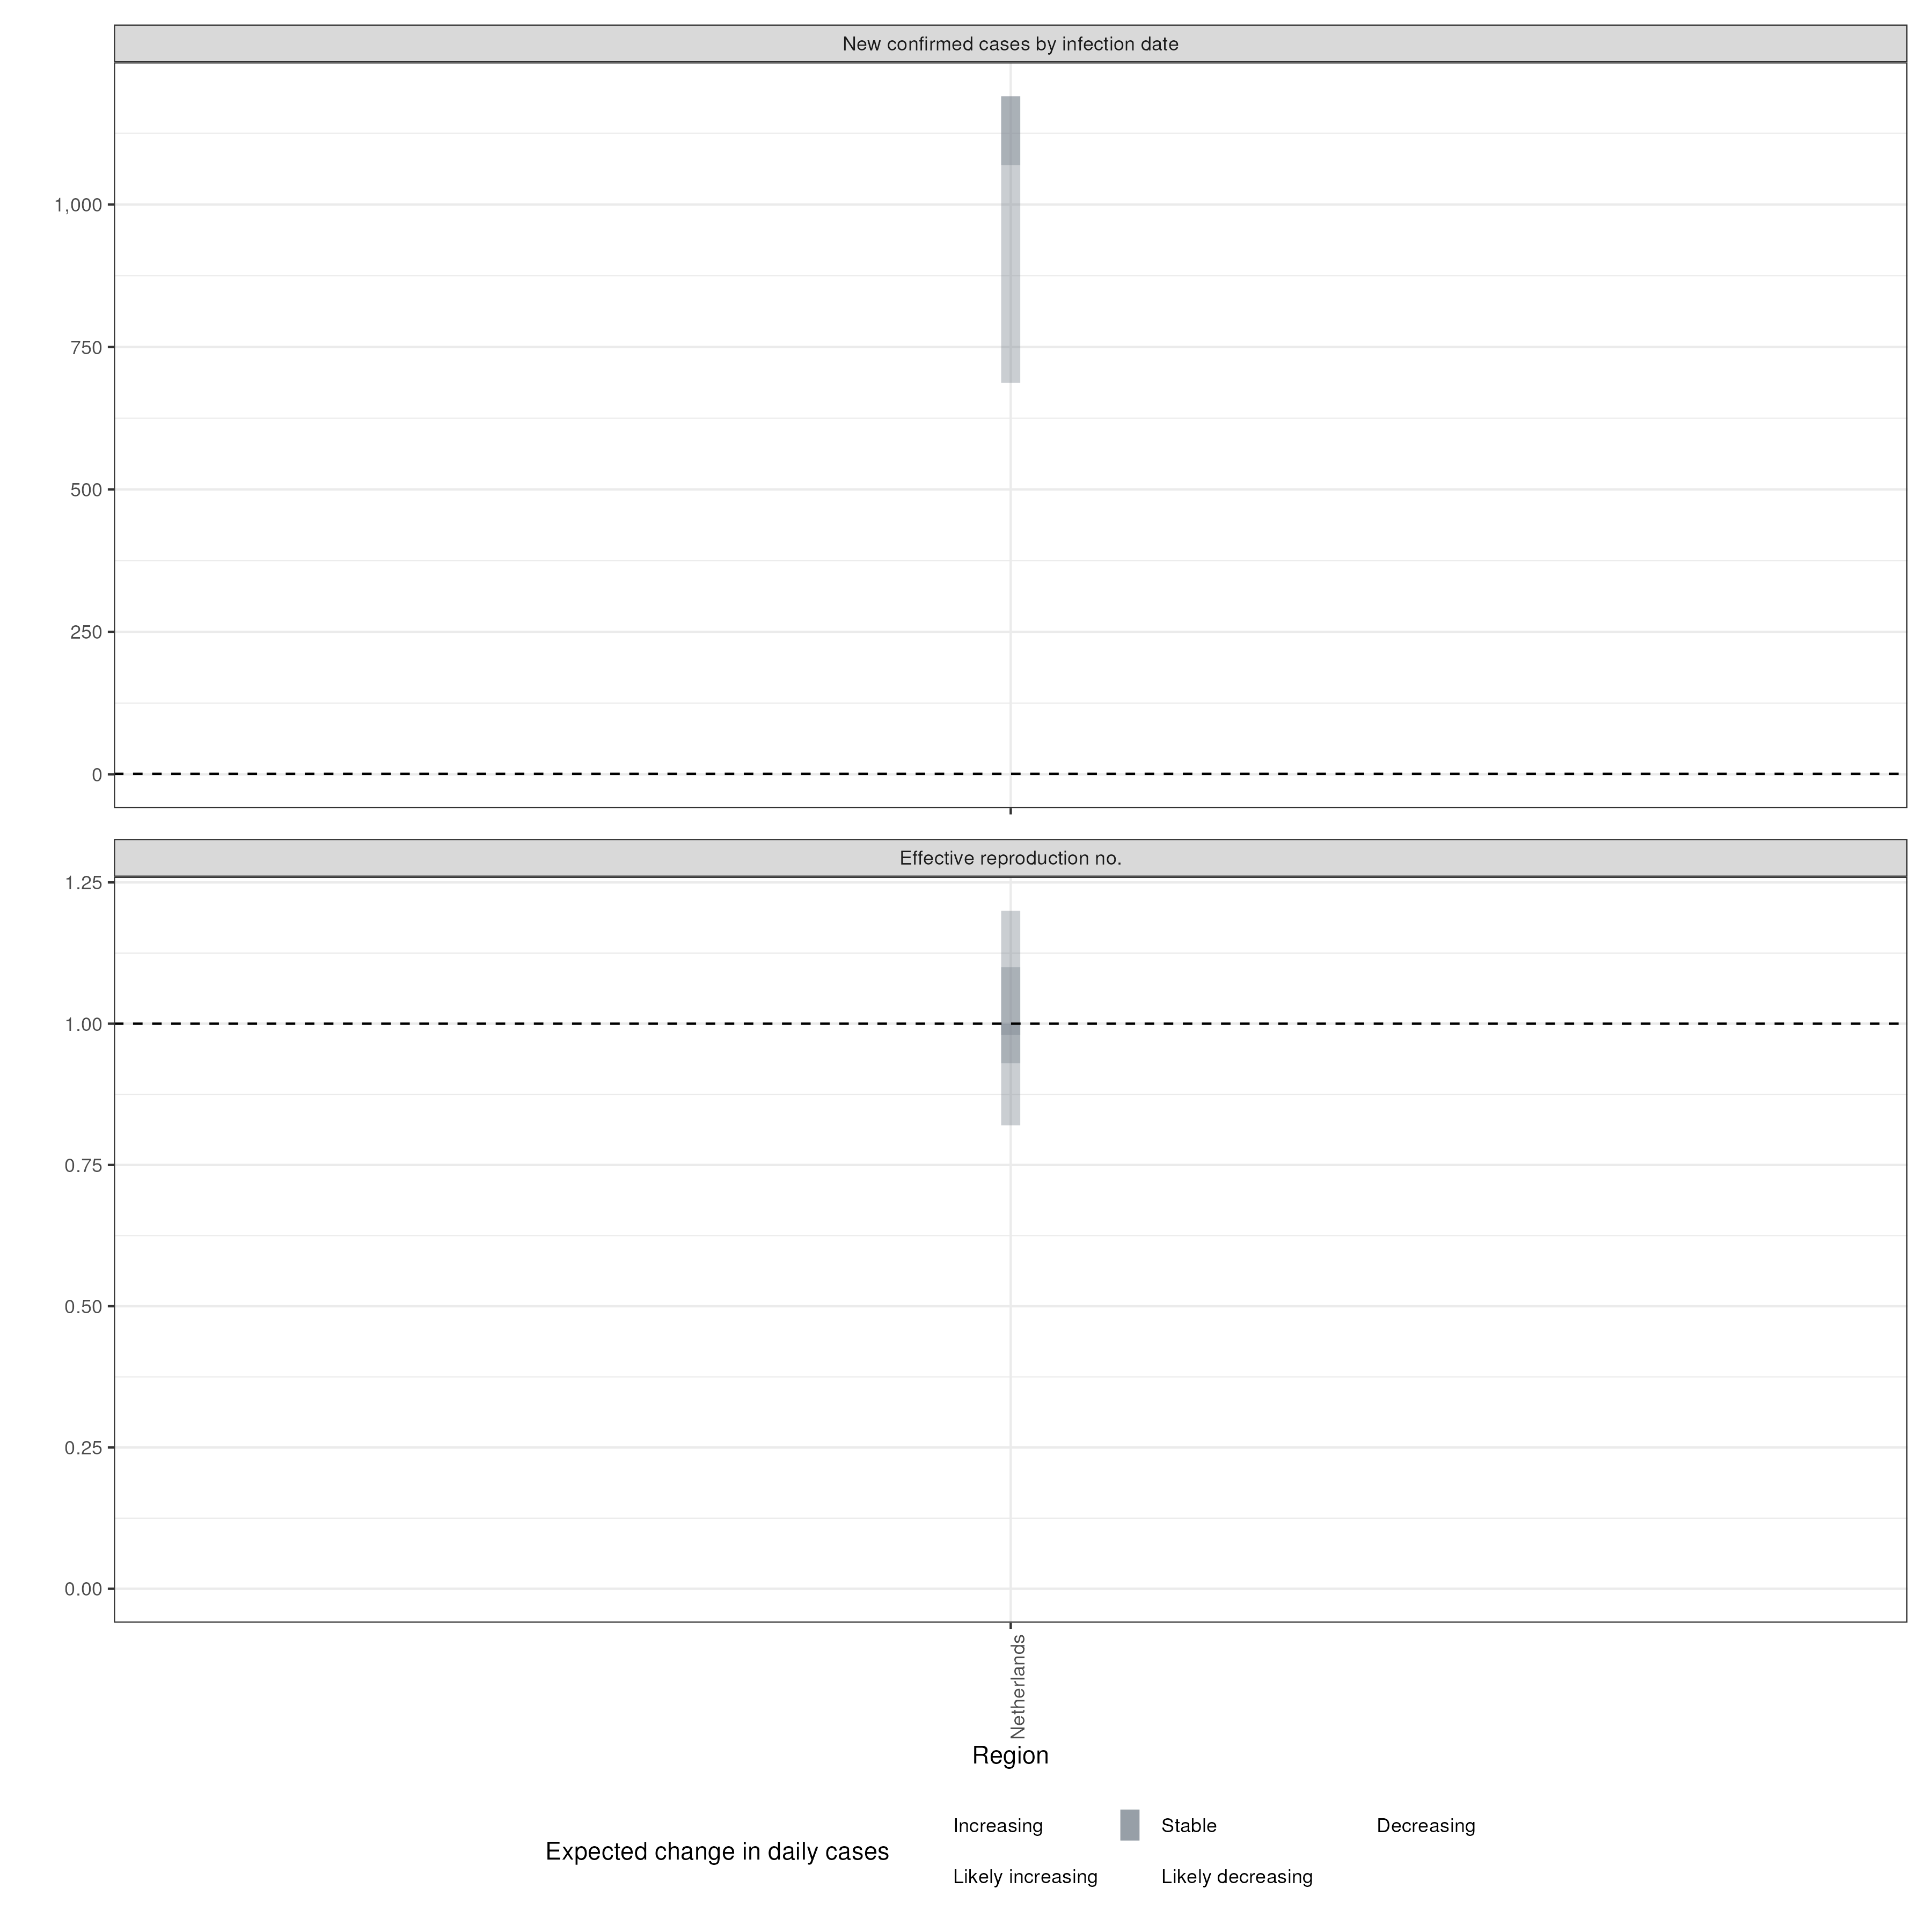 New confirmed cases by infection date
1,000
750
500
250
0
Effective reproduction no.
1.25
1.00
0.75
0.50
0.25
0.00
Netherlands
Region
Expected change in daily cases
Increasing
Stable
Decreasing
Likely increasing
Likely decreasing